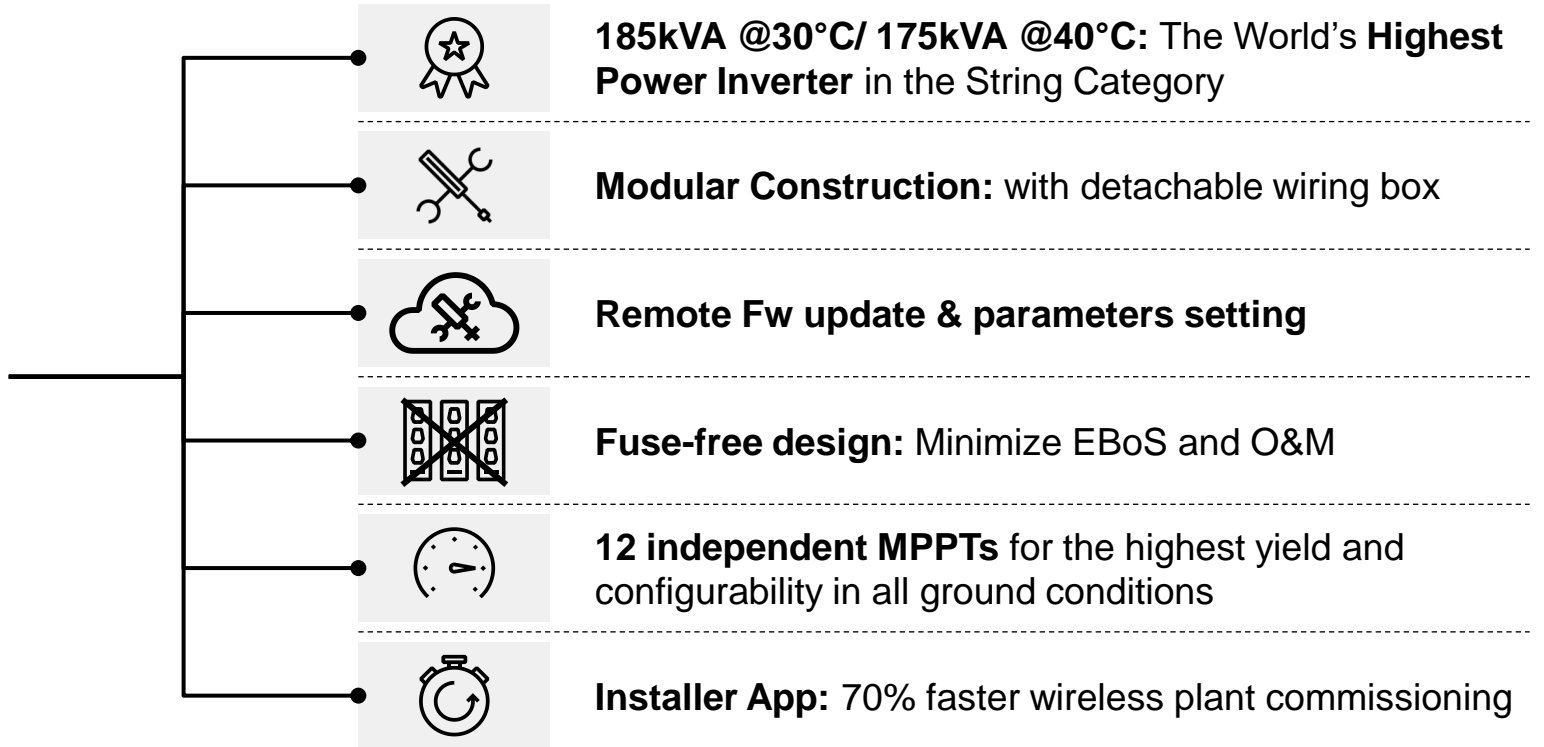 185kVA @30°C/ 175kVA @40°C: The World’s Highest
Power Inverter in the String Category
Modular Construction: with detachable wiring box
Remote Fw update & parameters setting
Fuse-free design: Minimize EBoS and O&M
12 independent MPPTs for the highest yield and
configurability in all ground conditions
Installer App: 70% faster wireless plant commissioning